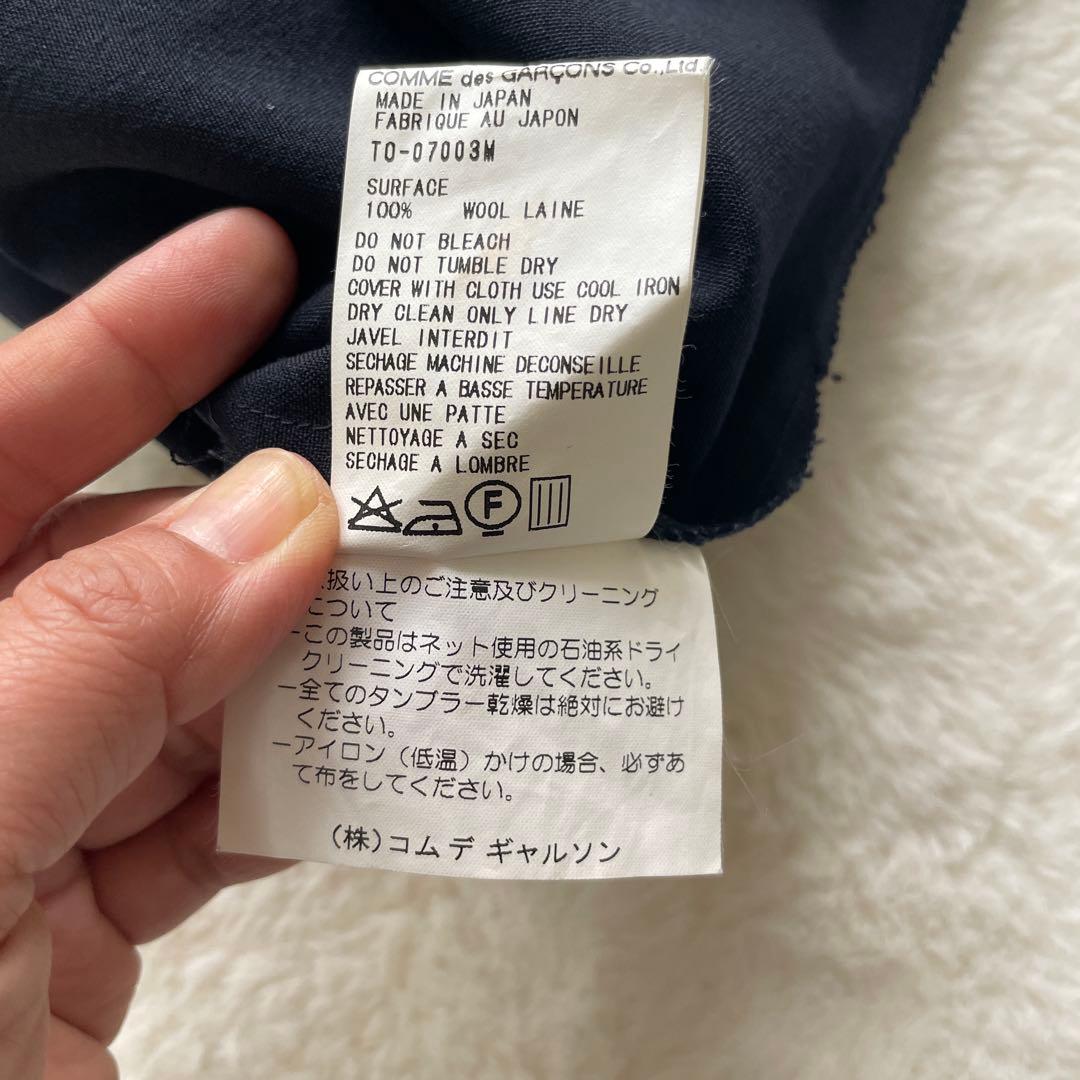 COMME des GARÇONS Co.,Ltd.
MADE IN JAPAN
FABRIQUE AU JAPON
TO-07003M
SURFACE
100% WOOL LAINE
DO NOT BLEACH
DO NOT TUMBLE DRY
COVER WITH CLOTH USE COOL IRON
DRY CLEAN ONLY LINE DRY
JAVEL INTERDIT
SECHAGE MACHINE DECONSEILLE
REPASSER A BASSE TEMPERATURE
AVEC UNE PATTE
NETTOYAGE A SEC
SECHAGE A LOMBRE
F
扱い上のご注意及びクリーニング
について
ーこの製品はネット使用の石油系ドライ
クリーニングで洗濯してください。
ー全てのタンブラー乾燥は絶対にお避け
ください。
ーアイロン（低温）かけの場合、必ずあ
て布をしてください。
(株)コム デ ギャルソン